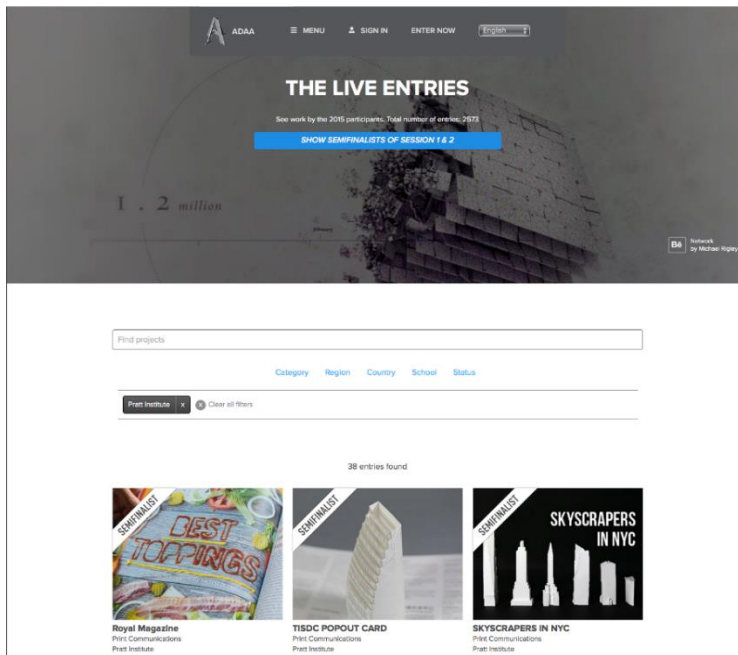 ADAA
MENU
SIGN IN
ENTER NOW
English
THE LIVE ENTRIES
See work by the 2015 participants. Total number of entries: 2573
SHOW SEMIFINALISTS OF SESSION 1 & 2
1 . 2 million
Bē
Network
by Michael Rigley
Find projects
Category
Region
Country
School
Status
Pratt Institute x
x Clear all filters
38 entries found
SEMIFINALIST
BEST
TOPPINGS
SEMIFINALIST
SEMIFINALIST
SKYSCRAPERS
IN NYC
Royal Magazine
Print Communications
Pratt Institute
TISDC POPOUT CARD
Print Communications
Pratt Institute
SKYSCRAPERS IN NYC
Print Communications
Pratt Institute